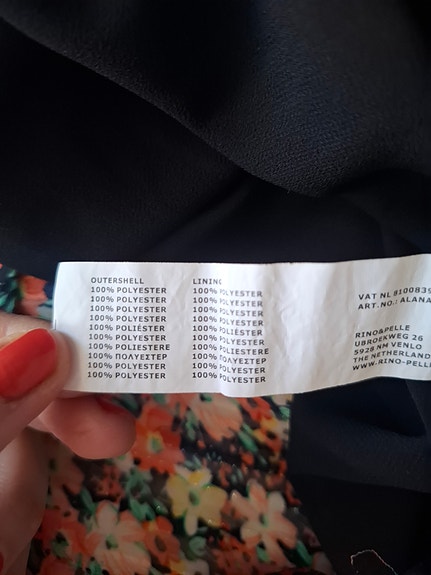 OUTERSHELL
100% POLYESTER
100% POLYESTER
100% POLYESTER
100% POLYESTER
100% POLIÉSTER
100% POLYESTER
100% POLIESTERE
100% ΠΟΛΥΕΣΤΕΡ
100% POLYESTER
100% POLYESTER
LINING
100% POLYESTER
100% POLYESTER
100% POLYESTER
100% POLYESTER
100% POLIÉSTER
100% POLYESTER
100% POLIESTERE
100% ΠΟΛΥΕΣΤΕΡ
100% POLYESTER
100% POLYESTER
VAT NL 8100839
ART.NO.: ALANA
RINO&PELLE
UBROEKWEG 26
5928 NM VENLO
THE NETHERLAND
WWW.RINO-PELLE